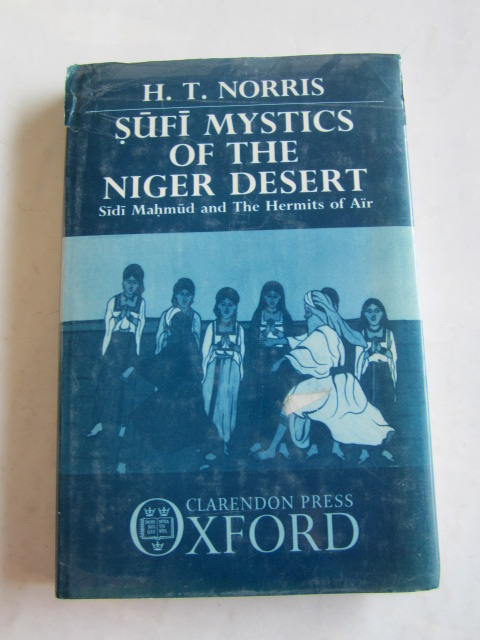 H. T. NORRIS
ṢŪFĪ MYSTICS
OF THE
NIGER DESERT
Sīdī Maḥmūd and The Hermits of Aïr
CLARENDON PRESS
OXFORD